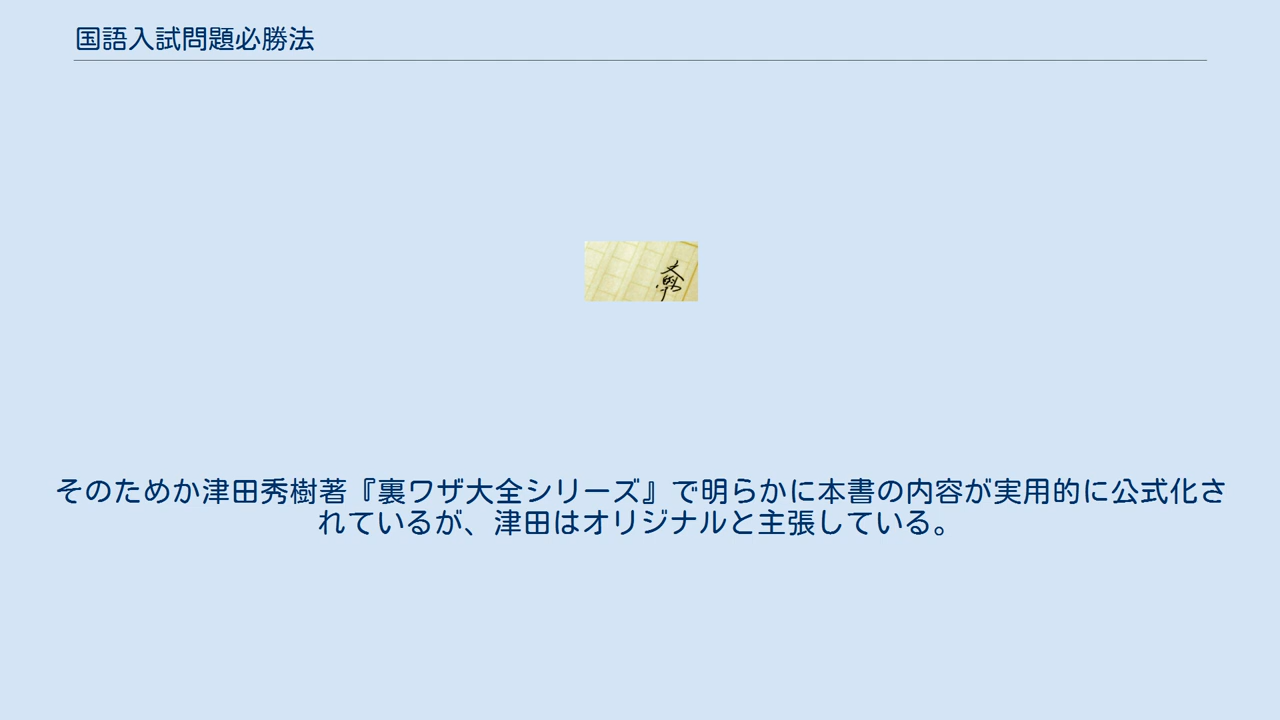 国語入試問題必勝法
そのためか津田秀樹著『裏ワザ大全シリーズ』で明らかに本書の内容が実用的に公式化さ
れているが、津田はオリジナルと主張している。